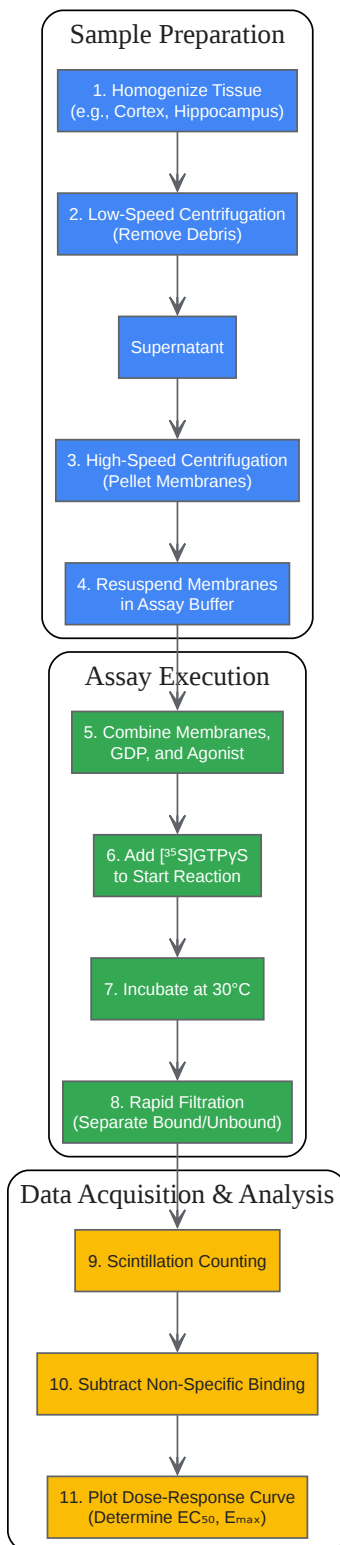 Sample Preparation
1. Homogenize Tissue
(e.g., Cortex, Hippocampus)
2. Low-Speed Centrifugation
(Remove Debris)
Supernatant
3. High-Speed Centrifugation
(Pellet Membranes)
4. Resuspend Membranes
in Assay Buffer
Assay Execution
5. Combine Membranes,
GDP, and Agonist
6. Add [³⁵S]GTPγS
to Start Reaction
7. Incubate at 30°C
8. Rapid Filtration
(Separate Bound/Unbound)
Data Acquisition & Analysis
9. Scintillation Counting
10. Subtract Non-Specific Binding
11. Plot Dose-Response Curve
(Determine EC₅₀, Eₘₐₓ)